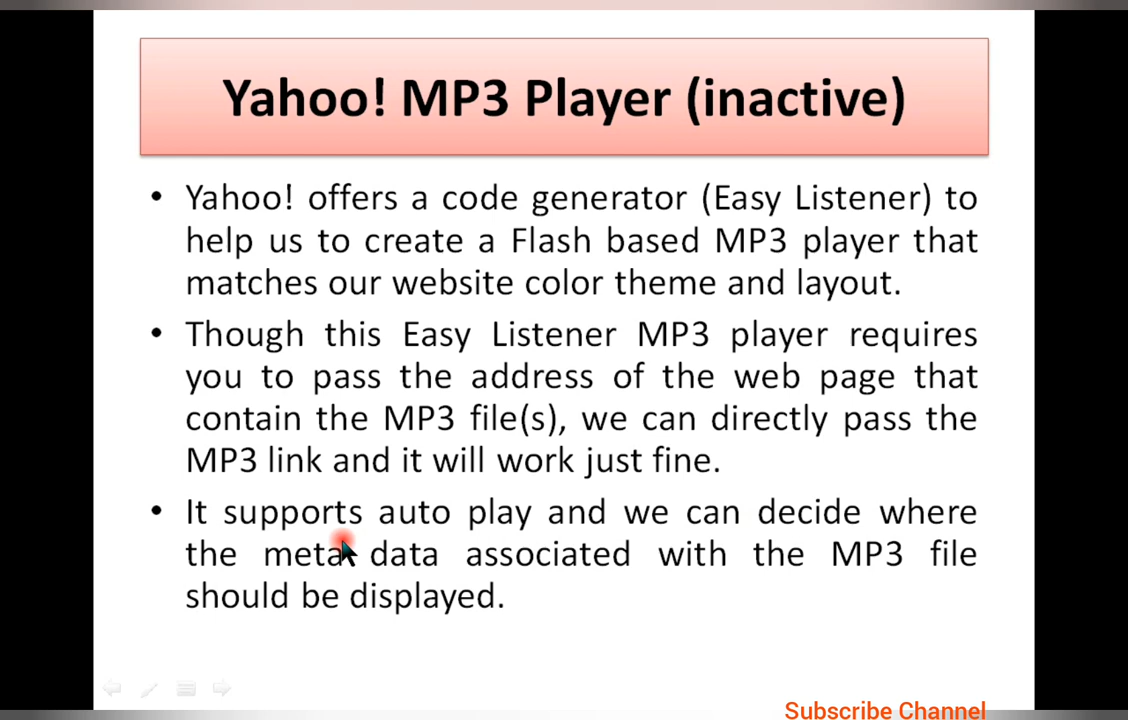 Yahoo! MP3 Player (inactive)
• Yahoo! offers a code generator (Easy Listener) to
help us to create a Flash based MP3 player that
matches our website color theme and layout.
• Though this Easy Listener MP3 player requires
you to pass the address of the web page that
contain the MP3 file(s), we can directly pass the
MP3 link and it will work just fine.
• It supports auto play and we can decide where
the meta data associated with the MP3 file
should be displayed.
Subscribe Channel